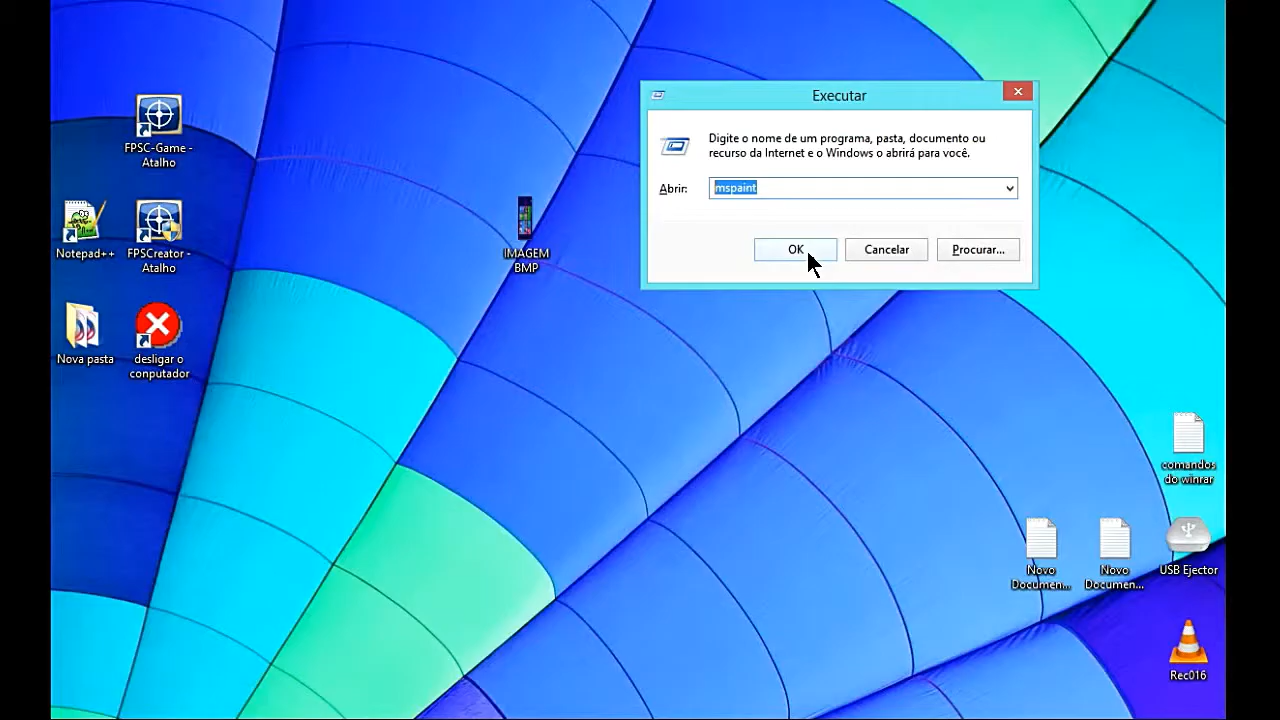 Executar
Digite o nome de um programa, pasta, documento ou
recurso da Internet e o Windows o abrirá para você.
Abrir:
mspaint
OK
Cancelar
Procurar...
FPSC-Game -
Atalho
Notepad++
FPSCreator -
Atalho
IMAGEM
BMP
Nova pasta
desligar o
conputador
comandos
do winrar
Novo
Documen...
Novo
Documen...
USB Ejector
Rec016